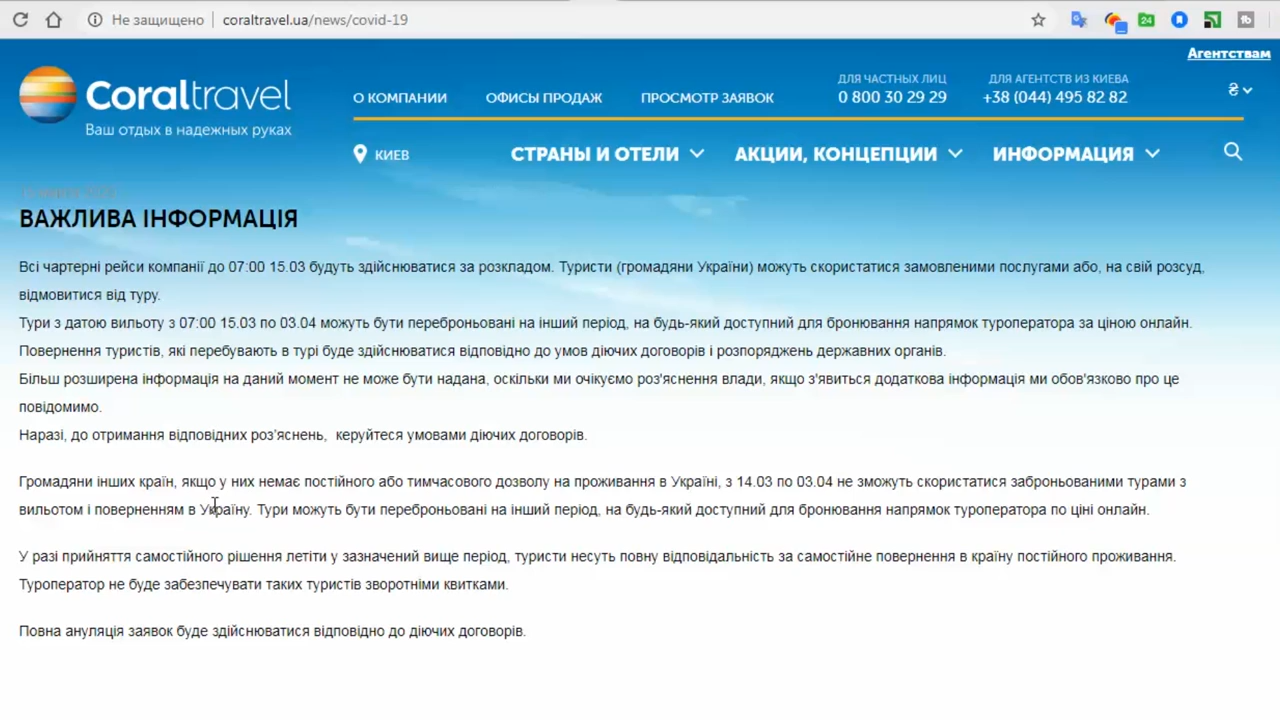 Не защищено
coraltravel.ua/news/covid-19
24
tb
Агентствам
Coraltravel
Ваш отдых в надежных руках
О КОМПАНИИ
ОФИСЫ ПРОДАЖ
ПРОСМОТР ЗАЯВОК
ДЛЯ ЧАСТНЫХ ЛИЦ
0 800 30 29 29
ДЛЯ АГЕНТСТВ ИЗ КИЕВА
+38 (044) 495 82 82
₴
КИЕВ
СТРАНЫ И ОТЕЛИ
АКЦИИ, КОНЦЕПЦИИ
ИНФОРМАЦИЯ
ВАЖЛИВА ІНФОРМАЦІЯ
Всі чартерні рейси компанії до 07:00 15.03 будуть здійснюватися за розкладом. Туристи (громадяни України) можуть скористатися замовленими послугами або, на свій розсуд,
відмовитися від туру.
Тури з датою вильоту з 07:00 15.03 по 03.04 можуть бути переброньовані на інший період, на будь-який доступний для бронювання напрямок туроператора за ціною онлайн.
Повернення туристів, які перебувають в турі буде здійснюватися відповідно до умов діючих договорів і розпоряджень державних органів.
Більш розширена інформація на даний момент не може бути надана, оскільки ми очікуємо роз'яснення влади, якщо з'явиться додаткова інформація ми обов'язково про це
повідомимо.
Наразі, до отримання відповідних роз'яснень, керуйтеся умовами діючих договорів.
Громадяни інших країн, якщо у них немає постійного або тимчасового дозволу на проживання в Україні, з 14.03 по 03.04 не зможуть скористатися заброньованими турами з
вильотом і поверненням в Україну. Тури можуть бути переброньовані на інший період, на будь-який доступний для бронювання напрямок туроператора по ціні онлайн.
У разі прийняття самостійного рішення летіти у зазначений вище період, туристи несуть повну відповідальність за самостійне повернення в країну постійного проживання.
Туроператор не буде забезпечувати таких туристів зворотніми квитками.
Повна ануляція заявок буде здійснюватися відповідно до діючих договорів.